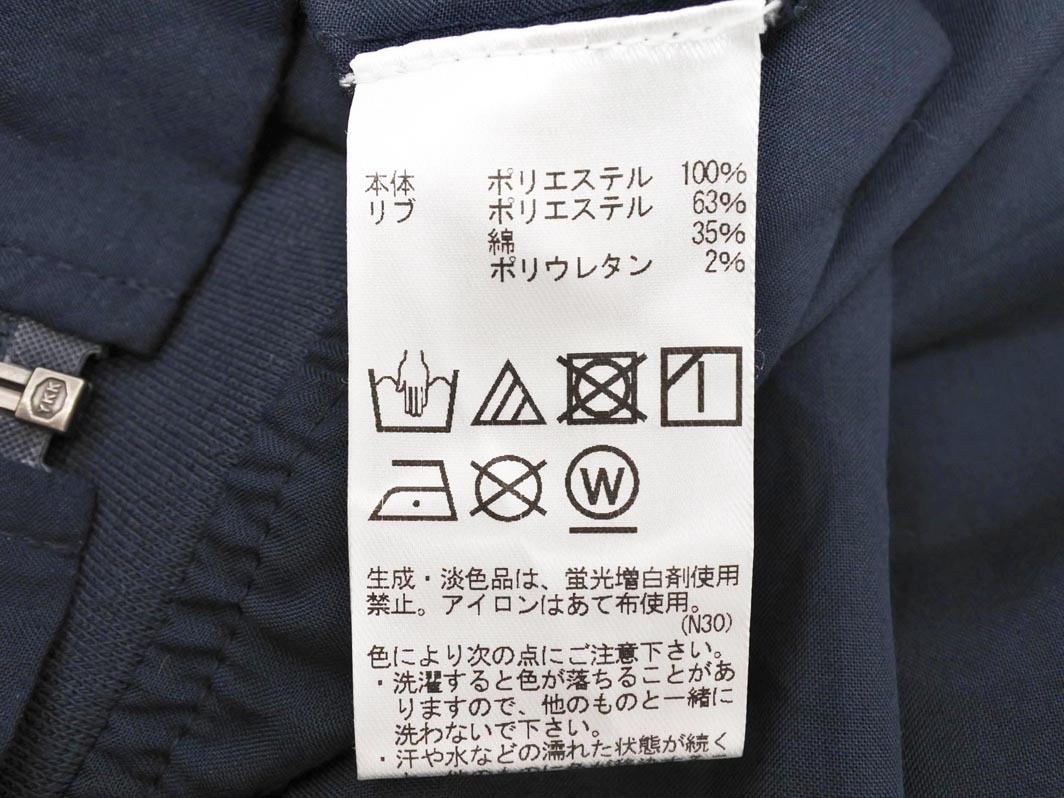 本体 ポリエステル 100%
リブ ポリエステル 63%
綿 35%
ポリウレタン 2%
W
生成・淡色品は、蛍光増白剤使用
禁止。アイロンはあて布使用。
(N30)
色により次の点にご注意下さい。
・洗濯すると色が落ちることがあ
りますので、他のものと一緒に
洗わないで下さい。
・汗や水などの濡れた状態が続く
YKK